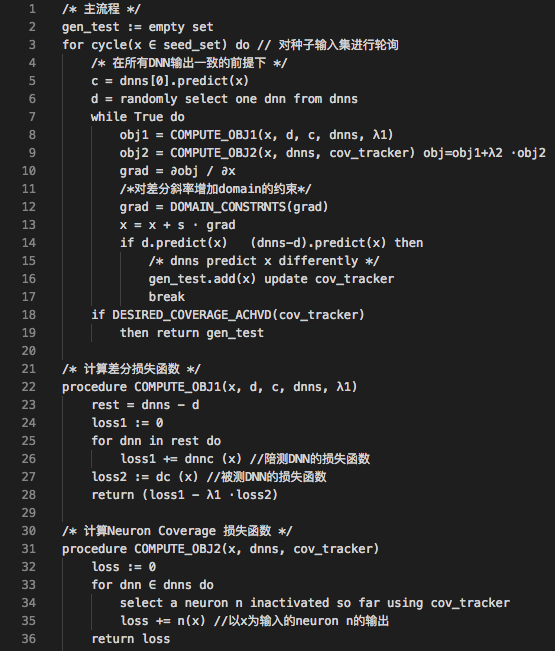 1 /* 主流程 */
2 gen_test := empty set
3 for cycle(x ∈ seed_set) do // 对种子输入集进行轮询
4 /* 在所有DNN输出一致的前提下 */
5 c = dnns[0].predict(x)
6 d = randomly select one dnn from dnns
7 while True do
8 obj1 = COMPUTE_OBJ1(x, d, c, dnns, λ1)
9 obj2 = COMPUTE_OBJ2(x, dnns, cov_tracker) obj=obj1+λ2 ·obj2
10 grad = ∂obj / ∂x
11 /*对差分斜率增加domain的约束*/
12 grad = DOMAIN_CONSTRNTS(grad)
13 x = x + s · grad
14 if d.predict(x)   (dnns-d).predict(x) then
15 /* dnns predict x differently */
16 gen_test.add(x) update cov_tracker
17 break
18 if DESIRED_COVERAGE_ACHVD(cov_tracker)
19 then return gen_test
20
21 /* 计算差分损失函数 */
22 procedure COMPUTE_OBJ1(x, d, c, dnns, λ1)
23 rest = dnns - d
24 loss1 := 0
25 for dnn in rest do
26 loss1 += dnnc (x) //陪测DNN的损失函数
27 loss2 := dc (x) //被测DNN的损失函数
28 return (loss1 - λ1 ·loss2)
29
30 /* 计算Neuron Coverage 损失函数 */
31 procedure COMPUTE_OBJ2(x, dnns, cov_tracker)
32 loss := 0
33 for dnn ∈ dnns do
34 select a neuron n inactivated so far using cov_tracker
35 loss += n(x) //以x为输入的neuron n的输出
36 return loss